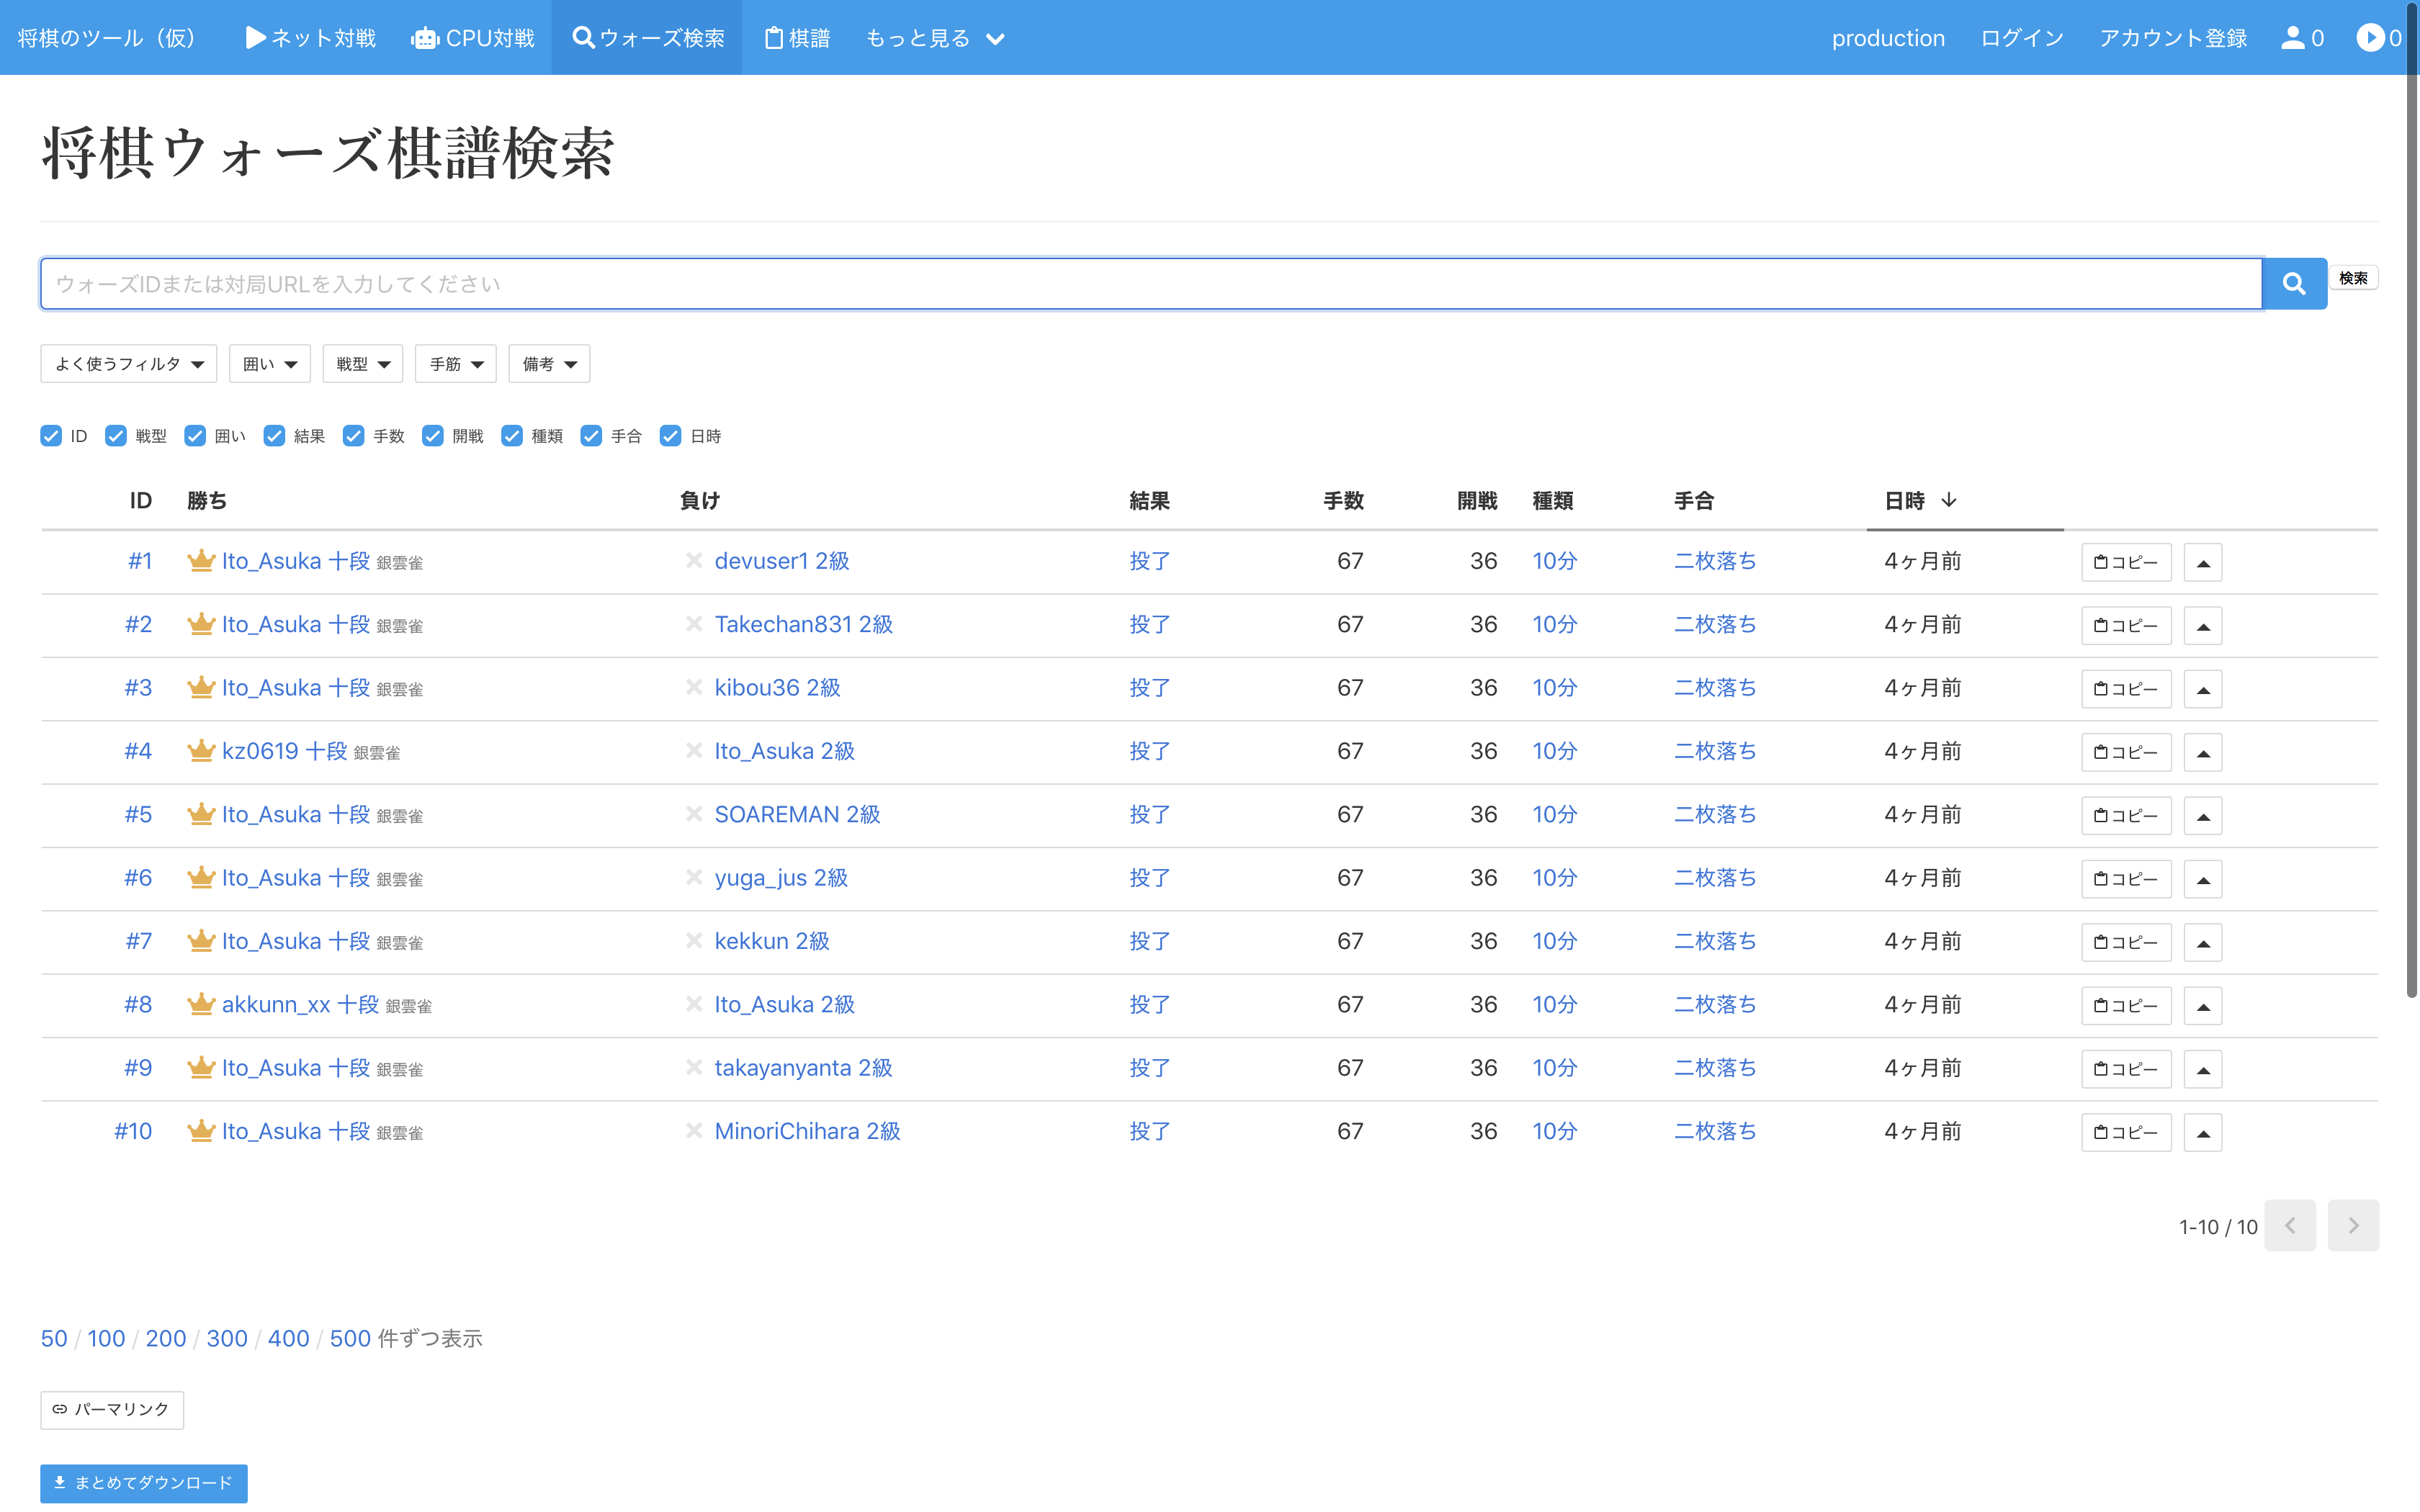 将棋のツール（仮） ネット対戦 CPU対戦 ウォーズ検索 棋譜 もっと見る production ログイン アカウント登録 0 0
将棋ウォーズ棋譜検索
ウォーズIDまたは対局URLを入力してください 検索
よく使うフィルタ 囲い 戦型 手筋 備考
ID 戦型 囲い 結果 手数 開戦 種類 手合 日時
ID 勝ち 負け 結果 手数 開戦 種類 手合 日時
#1 Ito_Asuka 十段 銀雲雀 devuser1 2級 投了 67 36 10分 二枚落ち 4ヶ月前 コピー
#2 Ito_Asuka 十段 銀雲雀 Takechan831 2級 投了 67 36 10分 二枚落ち 4ヶ月前 コピー
#3 Ito_Asuka 十段 銀雲雀 kibou36 2級 投了 67 36 10分 二枚落ち 4ヶ月前 コピー
#4 kz0619 十段 銀雲雀 Ito_Asuka 2級 投了 67 36 10分 二枚落ち 4ヶ月前 コピー
#5 Ito_Asuka 十段 銀雲雀 SOAREMAN 2級 投了 67 36 10分 二枚落ち 4ヶ月前 コピー
#6 Ito_Asuka 十段 銀雲雀 yuga_jus 2級 投了 67 36 10分 二枚落ち 4ヶ月前 コピー
#7 Ito_Asuka 十段 銀雲雀 kekkun 2級 投了 67 36 10分 二枚落ち 4ヶ月前 コピー
#8 akkunn_xx 十段 銀雲雀 Ito_Asuka 2級 投了 67 36 10分 二枚落ち 4ヶ月前 コピー
#9 Ito_Asuka 十段 銀雲雀 takayanyanta 2級 投了 67 36 10分 二枚落ち 4ヶ月前 コピー
#10 Ito_Asuka 十段 銀雲雀 MinoriChihara 2級 投了 67 36 10分 二枚落ち 4ヶ月前 コピー
1-10 / 10
50 / 100 / 200 / 300 / 400 / 500 件ずつ表示
パーマリンク
まとめてダウンロード